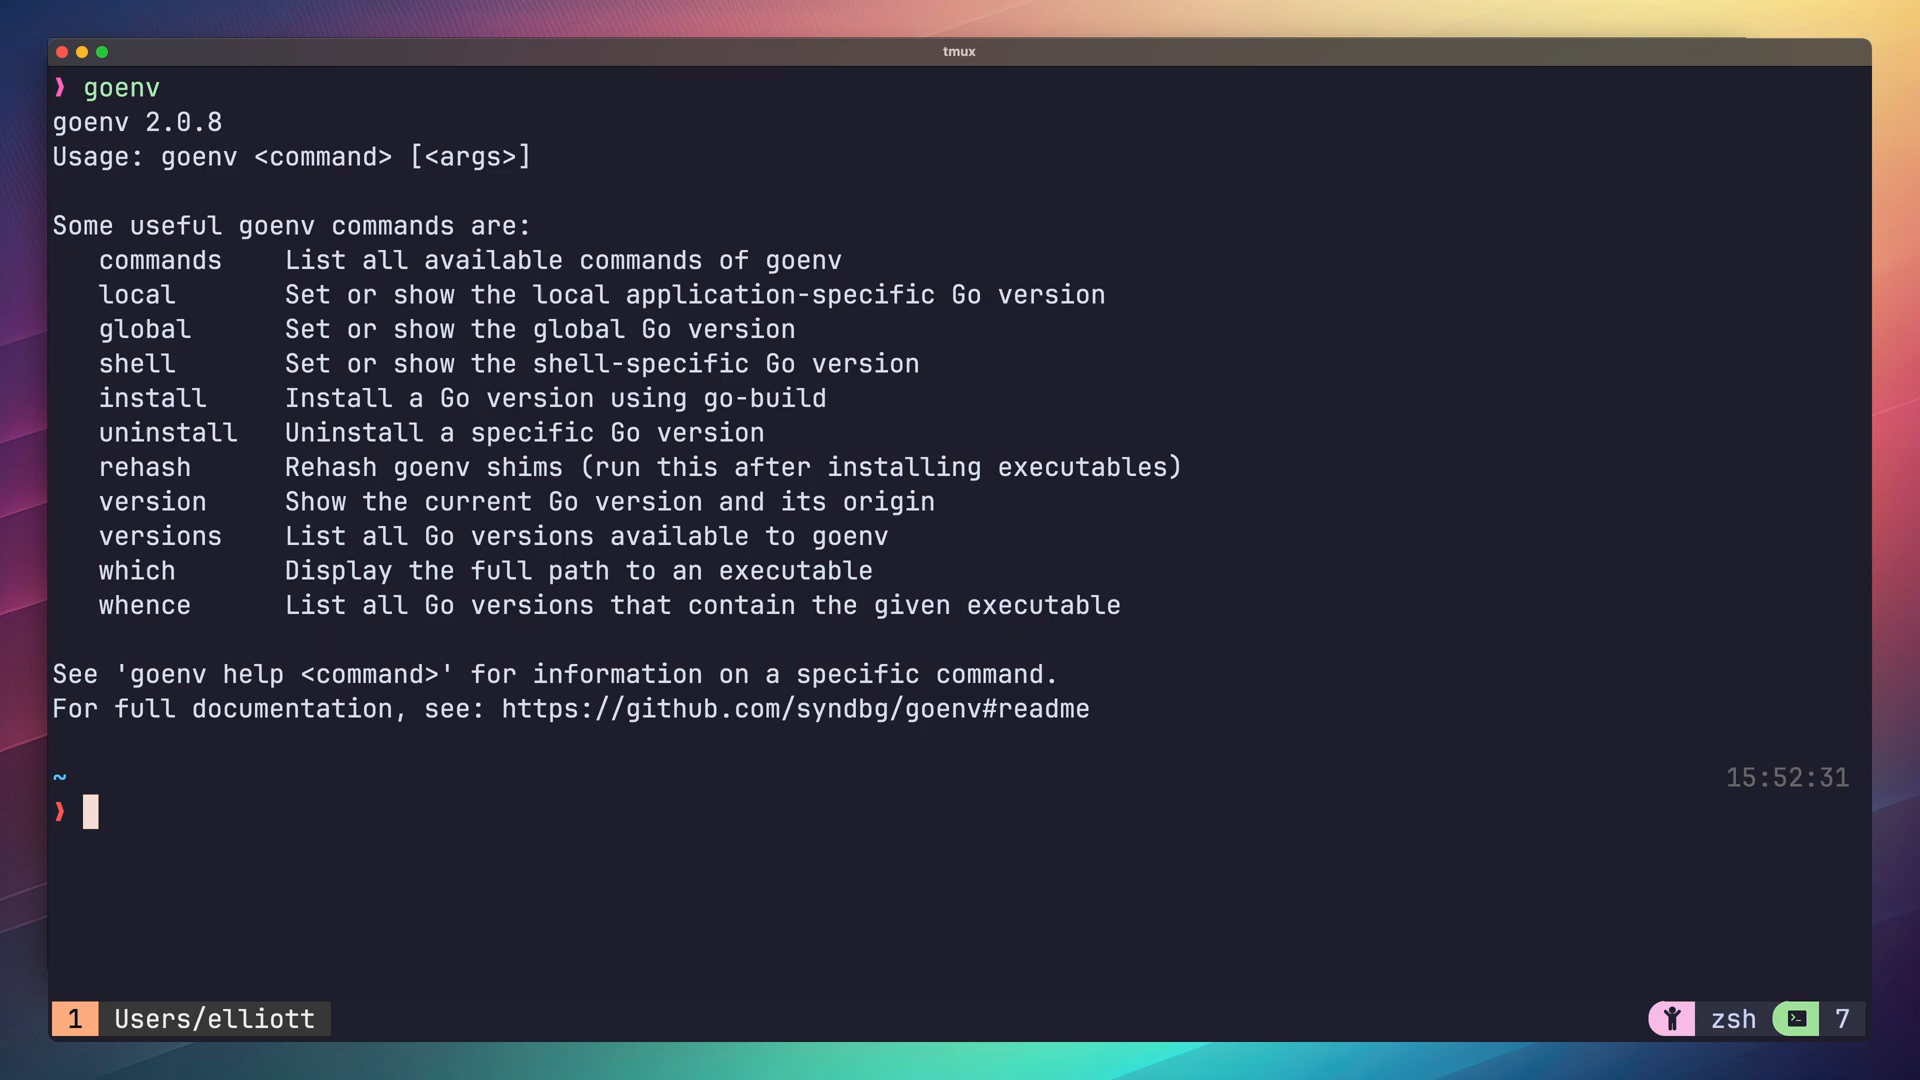 tmux
❯ goenv
goenv 2.0.8
Usage: goenv <command> [<args>]
Some useful goenv commands are:
commands    List all available commands of goenv
local       Set or show the local application-specific Go version
global      Set or show the global Go version
shell       Set or show the shell-specific Go version
install     Install a Go version using go-build
uninstall   Uninstall a specific Go version
rehash      Rehash goenv shims (run this after installing executables)
version     Show the current Go version and its origin
versions    List all Go versions available to goenv
which       Display the full path to an executable
whence      List all Go versions that contain the given executable
See 'goenv help <command>' for information on a specific command.
For full documentation, see: https://github.com/syndbg/goenv#readme
~ 15:52:31
❯
1 Users/elliott zsh 7